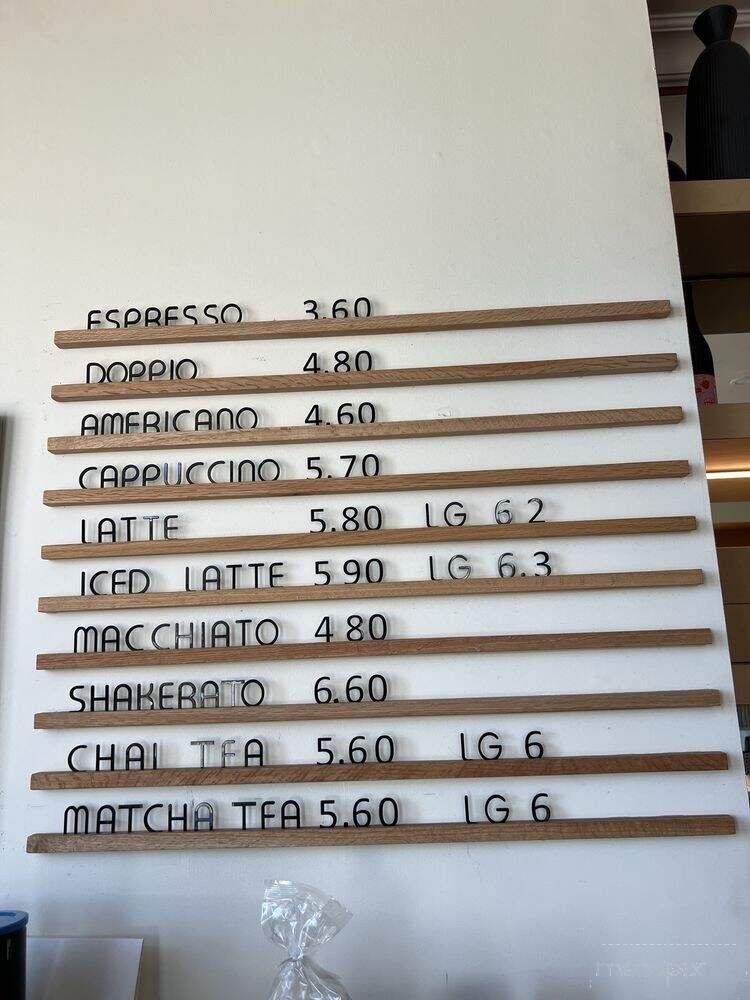 ESPRESSO 3.60
DOPPIO 4.80
AMERICANO 4.60
CAPPUCCINO 5.70
LATTE 5.80 LG 6 2
ICED LATTE 5 90 LG 6.3
MACCHIATO 4 80
SHAKERATO 6.60
CHAI TEA 5.60 LG 6
MATCHA TEA 5.60 LG 6